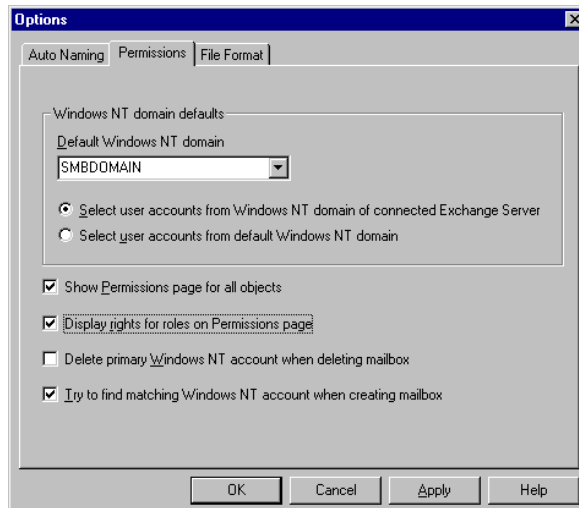 Options
Auto Naming Permissions File Format
Windows NT domain defaults
Default Windows NT domain
SMBDOMAIN
Select user accounts from Windows NT domain of connected Exchange Server
Select user accounts from default Windows NT domain
Show Permissions page for all objects
Display rights for roles on Permissions page
Delete primary Windows NT account when deleting mailbox
Try to find matching Windows NT account when creating mailbox
OK Cancel Apply Help